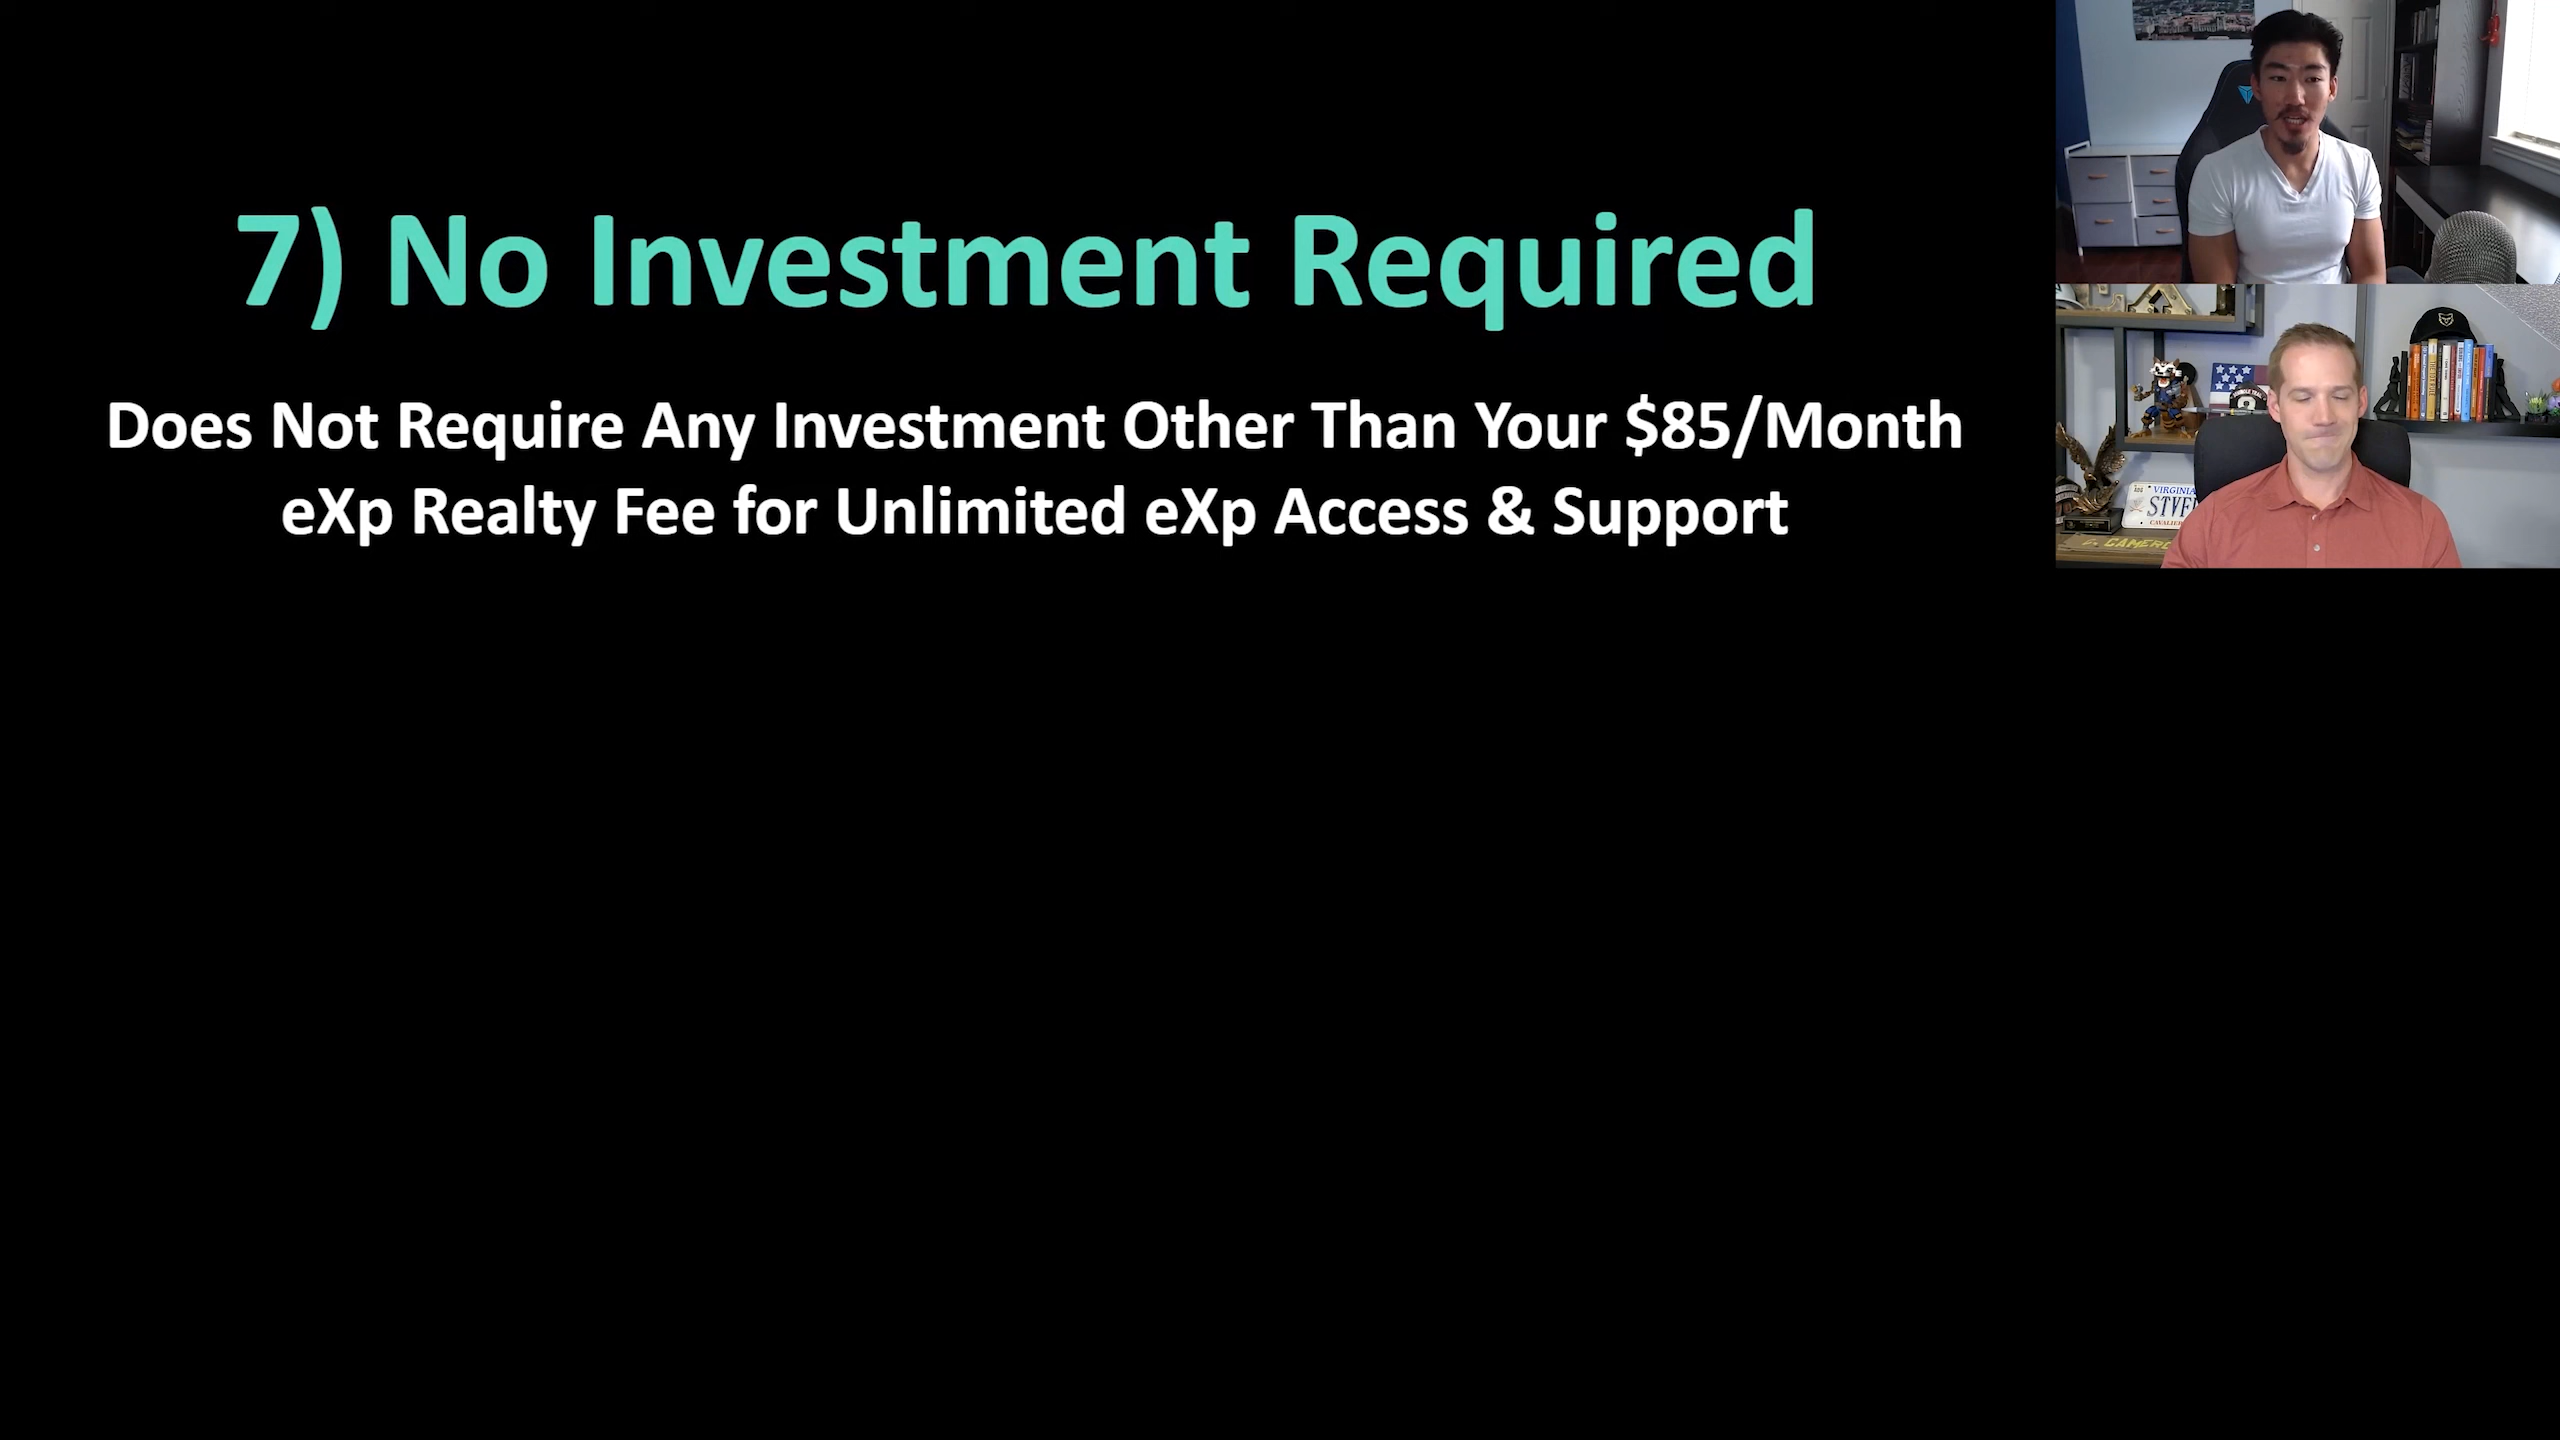 7) No Investment Required
Does Not Require Any Investment Other Than Your $85/Month
eXp Realty Fee for Unlimited eXp Access & Support
VIRGINIA